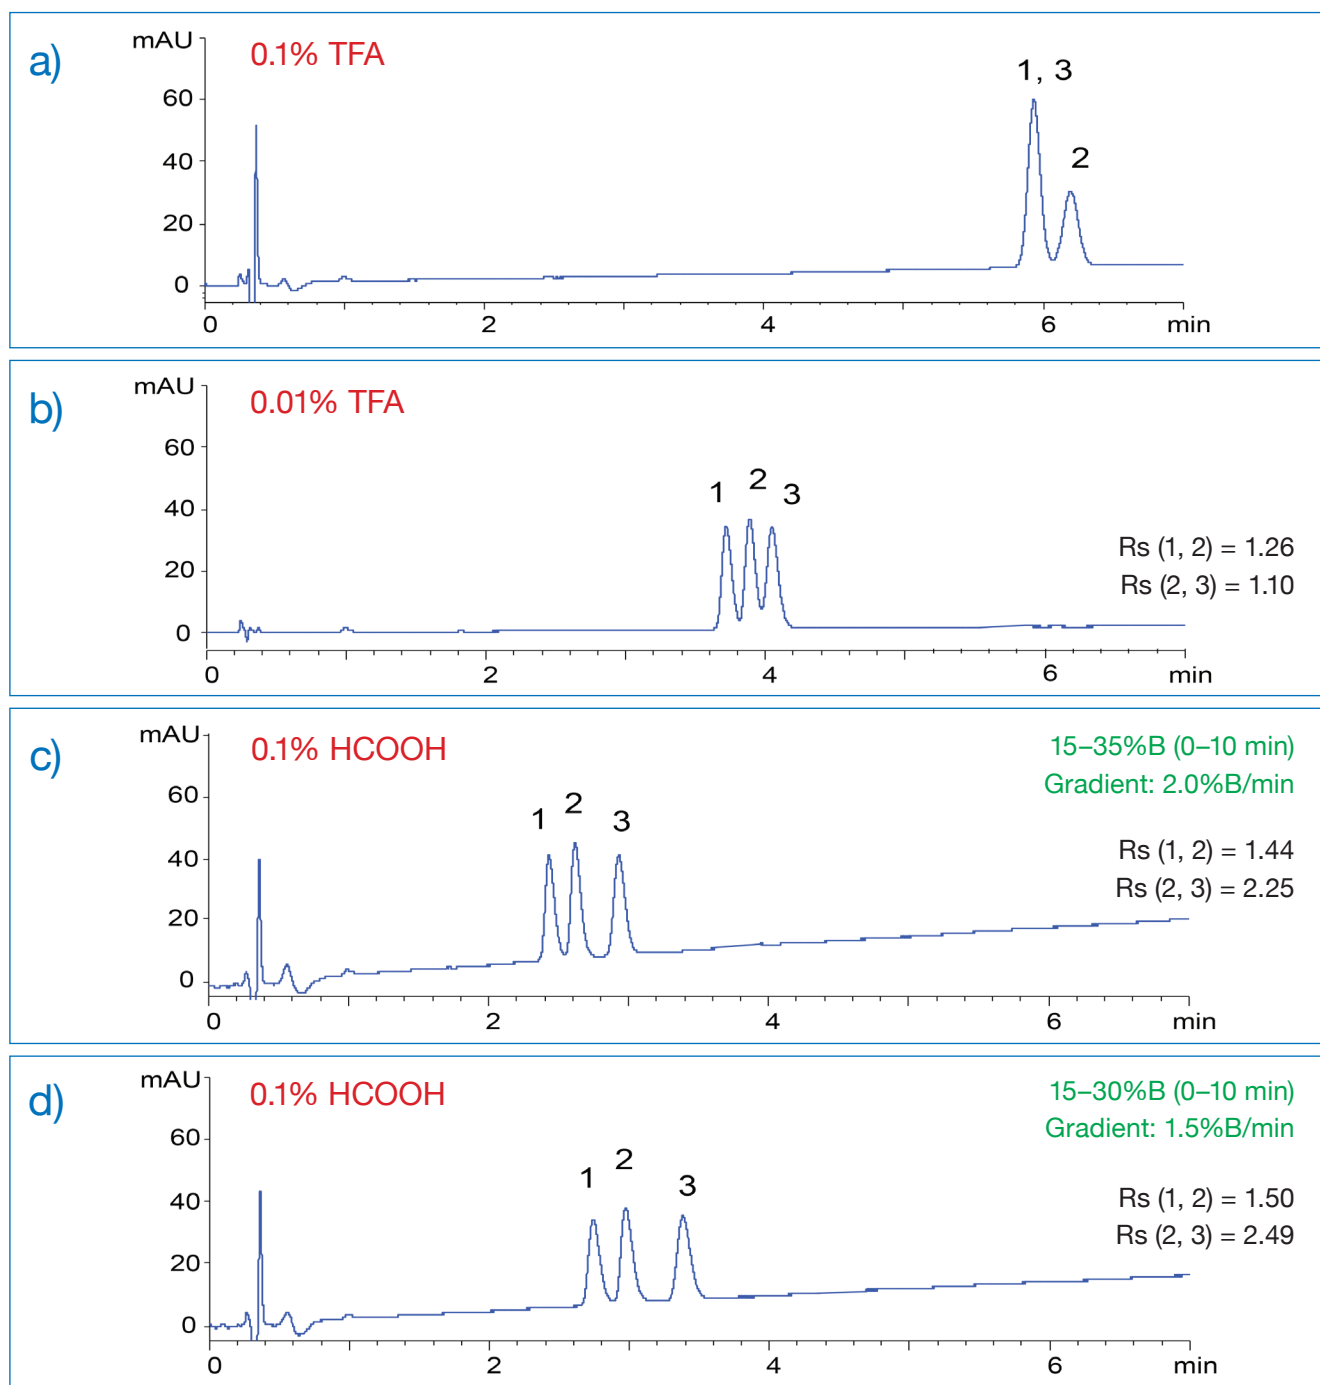 a)
mAU
0.1% TFA
1, 3
2
60
40
20
0
0 2 4 6 min
b)
mAU
0.01% TFA
1 2 3
60
40
20
0
Rs (1, 2) = 1.26
Rs (2, 3) = 1.10
0 2 4 6 min
c)
mAU
0.1% HCOOH
15–35%B (0–10 min)
Gradient: 2.0%B/min
1 2 3
60
40
20
0
Rs (1, 2) = 1.44
Rs (2, 3) = 2.25
0 2 4 6 min
d)
mAU
0.1% HCOOH
15–30%B (0–10 min)
Gradient: 1.5%B/min
1 2 3
60
40
20
0
Rs (1, 2) = 1.50
Rs (2, 3) = 2.49
0 2 4 6 min